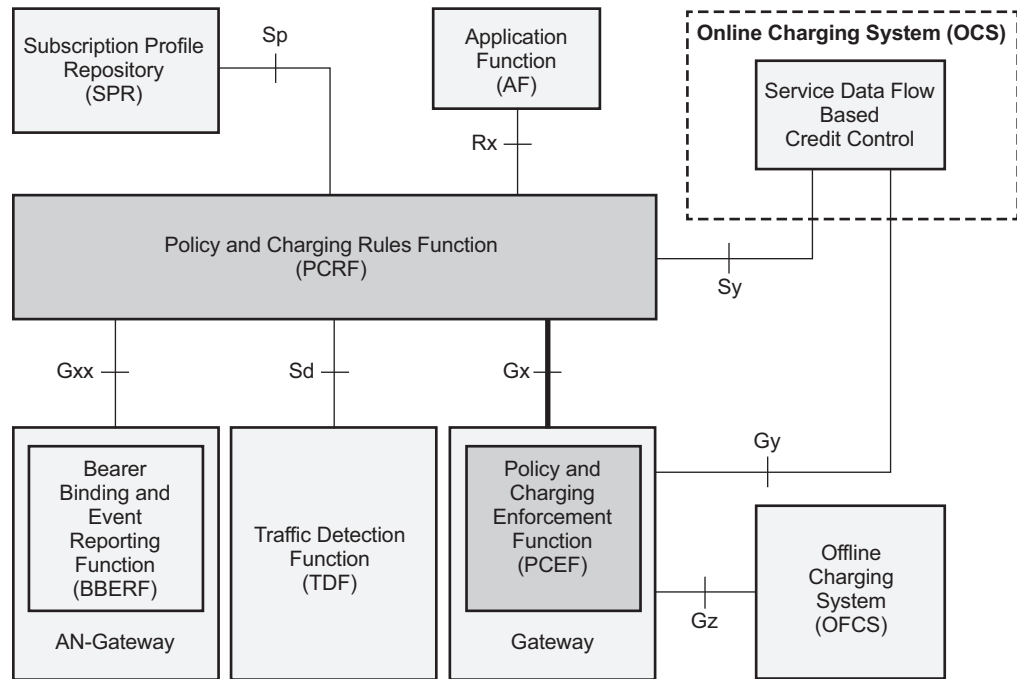 Subscription Profile
Repository
(SPR)
Sp
Application
Function
(AF)
Rx
Online Charging System (OCS)
Service Data Flow
Based
Credit Control
Policy and Charging Rules Function
(PCRF)
Sy
Gxx
Sd
Gx
Gy
Bearer
Binding and
Event
Reporting
Function
(BBERF)
AN-Gateway
Traffic Detection
Function
(TDF)
Policy and
Charging
Enforcement
Function
(PCEF)
Gateway
Gz
Offline
Charging
System
(OFCS)